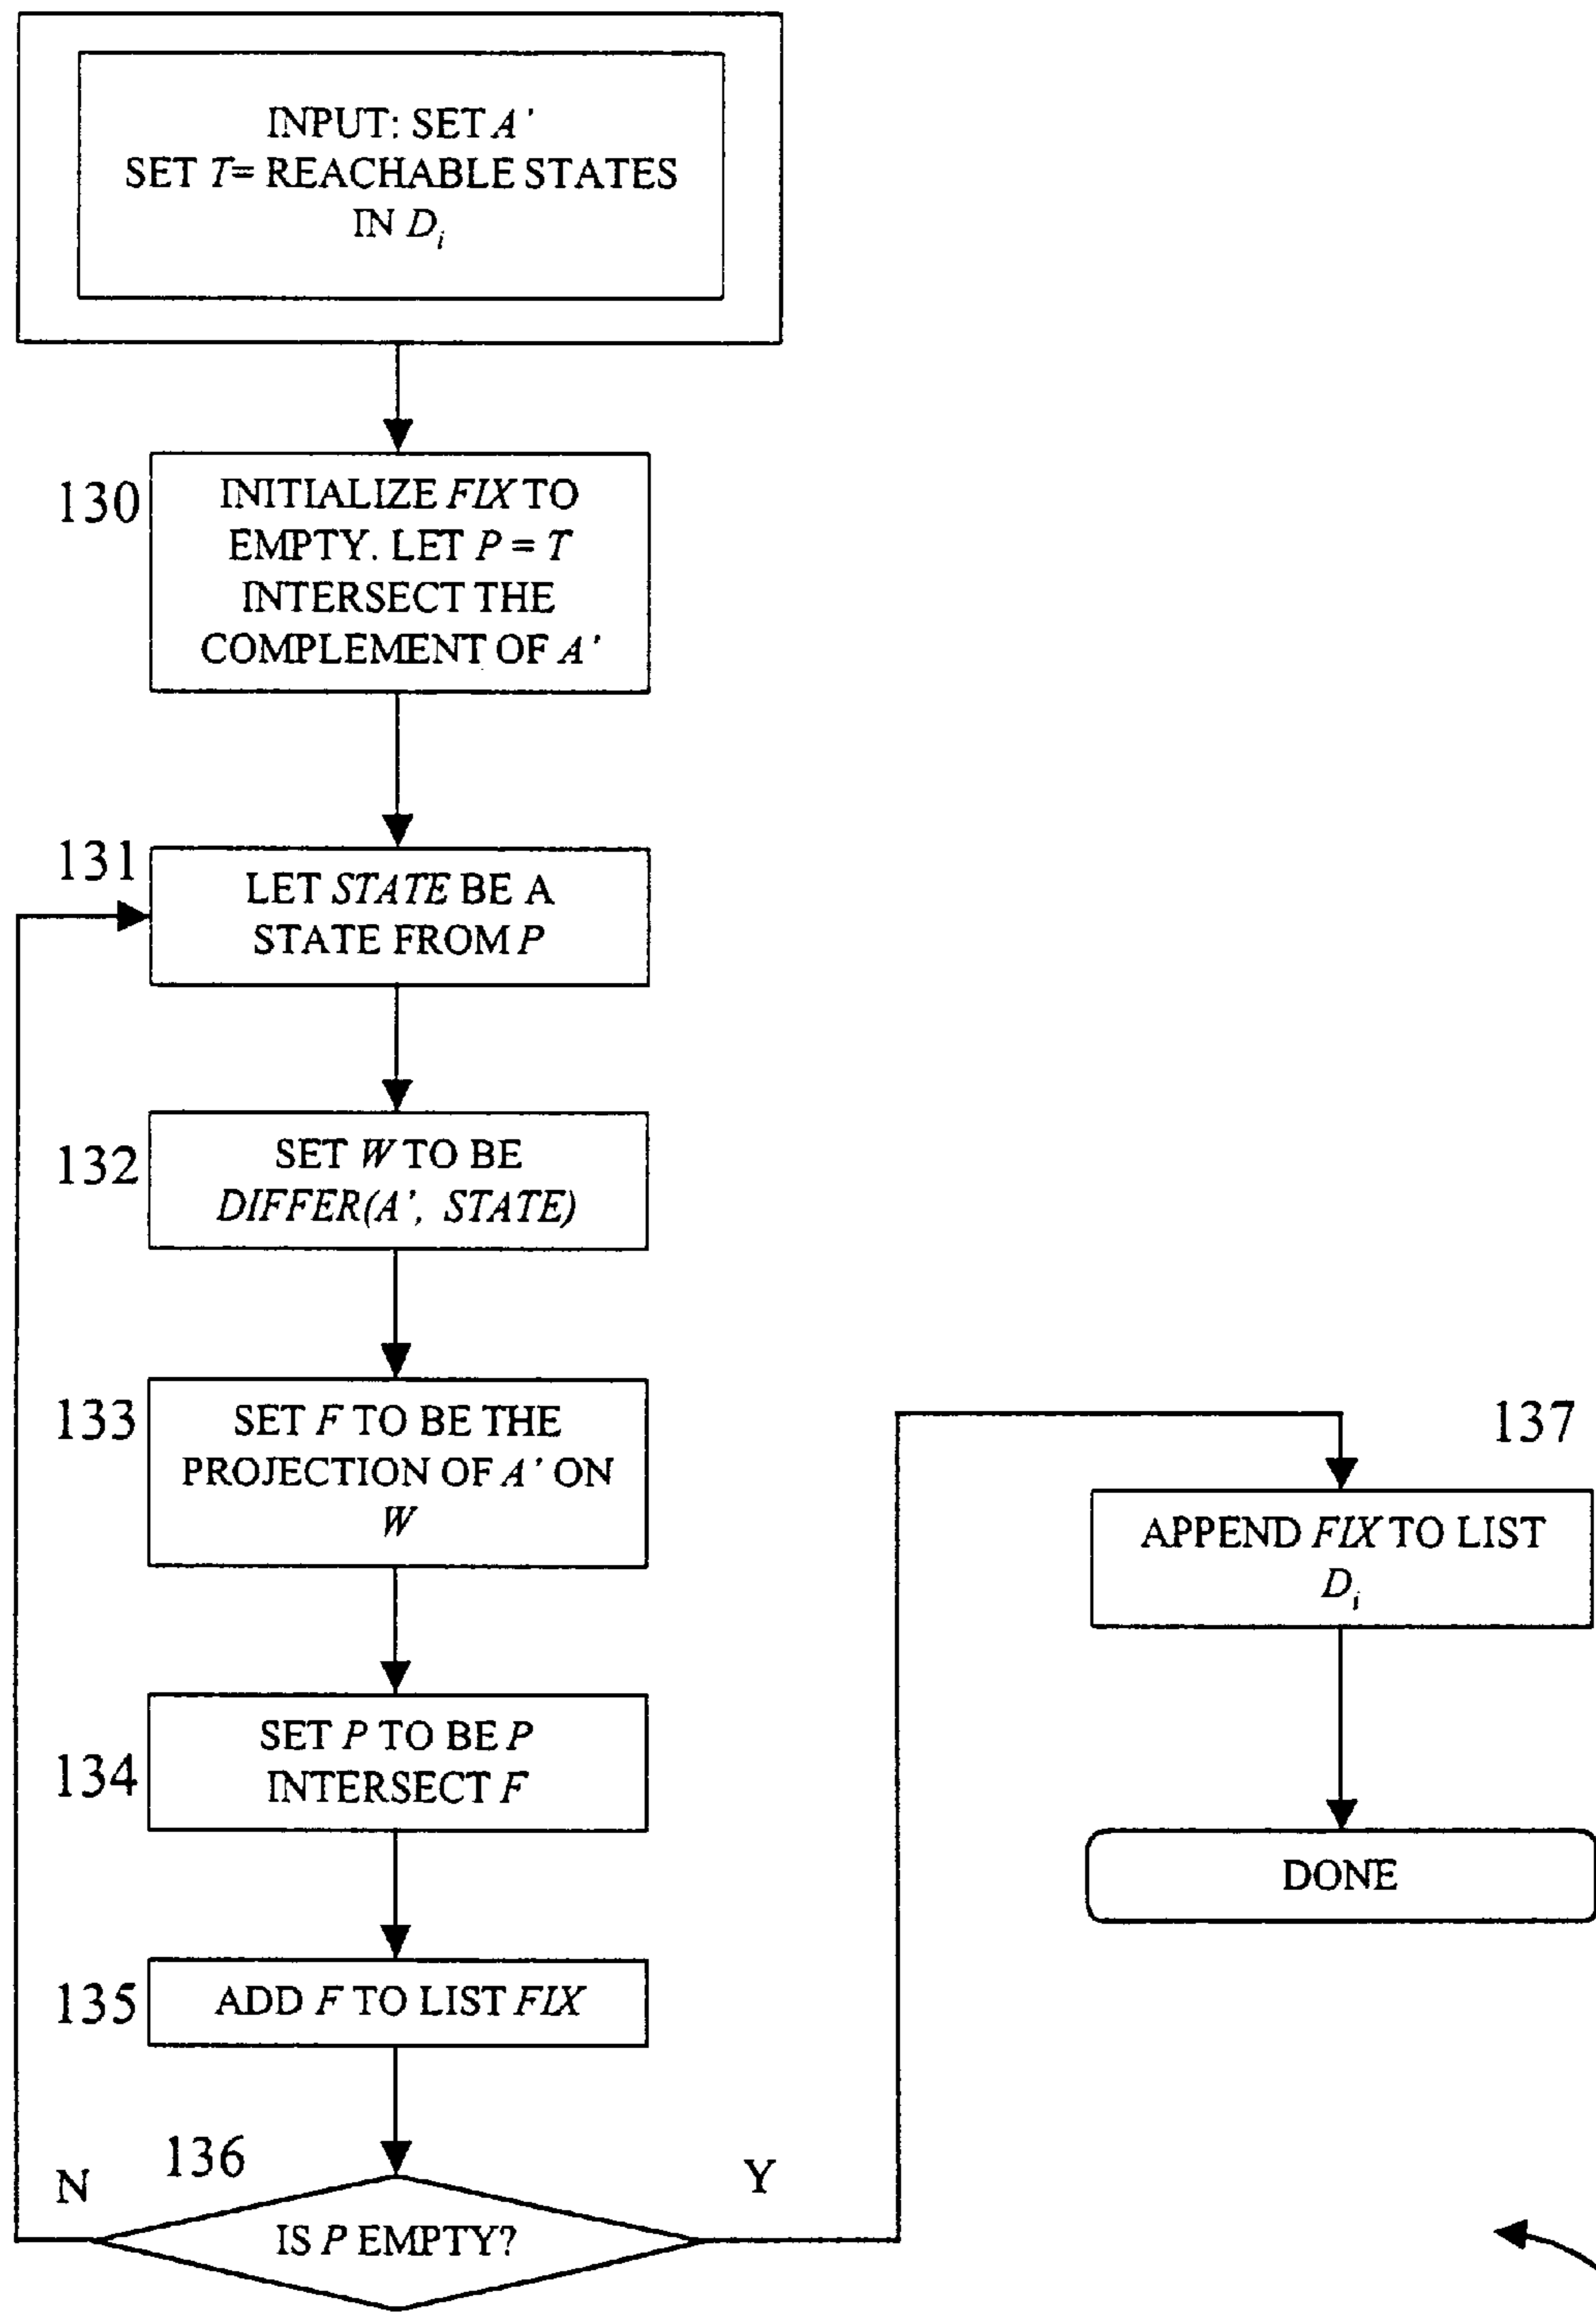 INPUT: SET A'
SET T= REACHABLE STATES
IN Di
130
INITIALIZE FIX TO
EMPTY. LET P = T
INTERSECT THE
COMPLEMENT OF A'
131
LET STATE BE A
STATE FROM P
132
SET W TO BE
DIFFER(A', STATE)
133
SET F TO BE THE
PROJECTION OF A' ON
W
134
SET P TO BE P
INTERSECT F
135
ADD F TO LIST FIX
136
N
IS P EMPTY?
Y
137
APPEND FIX TO LIST
Di
DONE